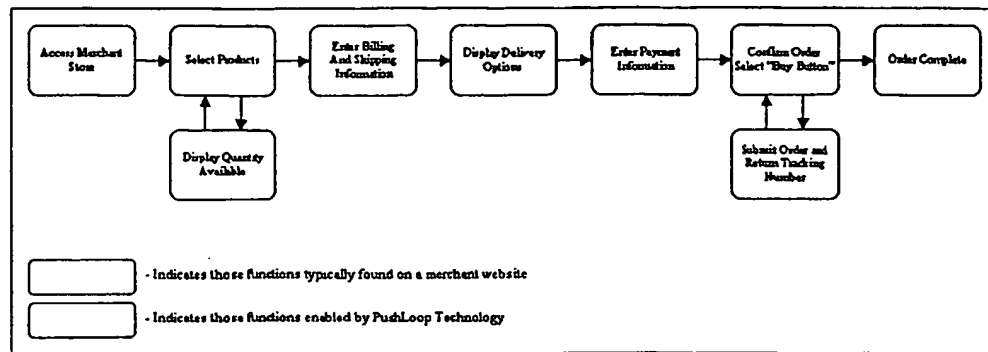 Access Merchant
Store
Select Products
Enter Billing
And Shipping
Information
Display Delivery
Options
Enter Payment
Information
Confirm Order
Select "Buy Button"
Order Complete
Display Quantity
Available
Submit Order and
Return Tracking
Number
- Indicates those functions typically found on a merchant website
- Indicates those functions enabled by PushLoop Technology